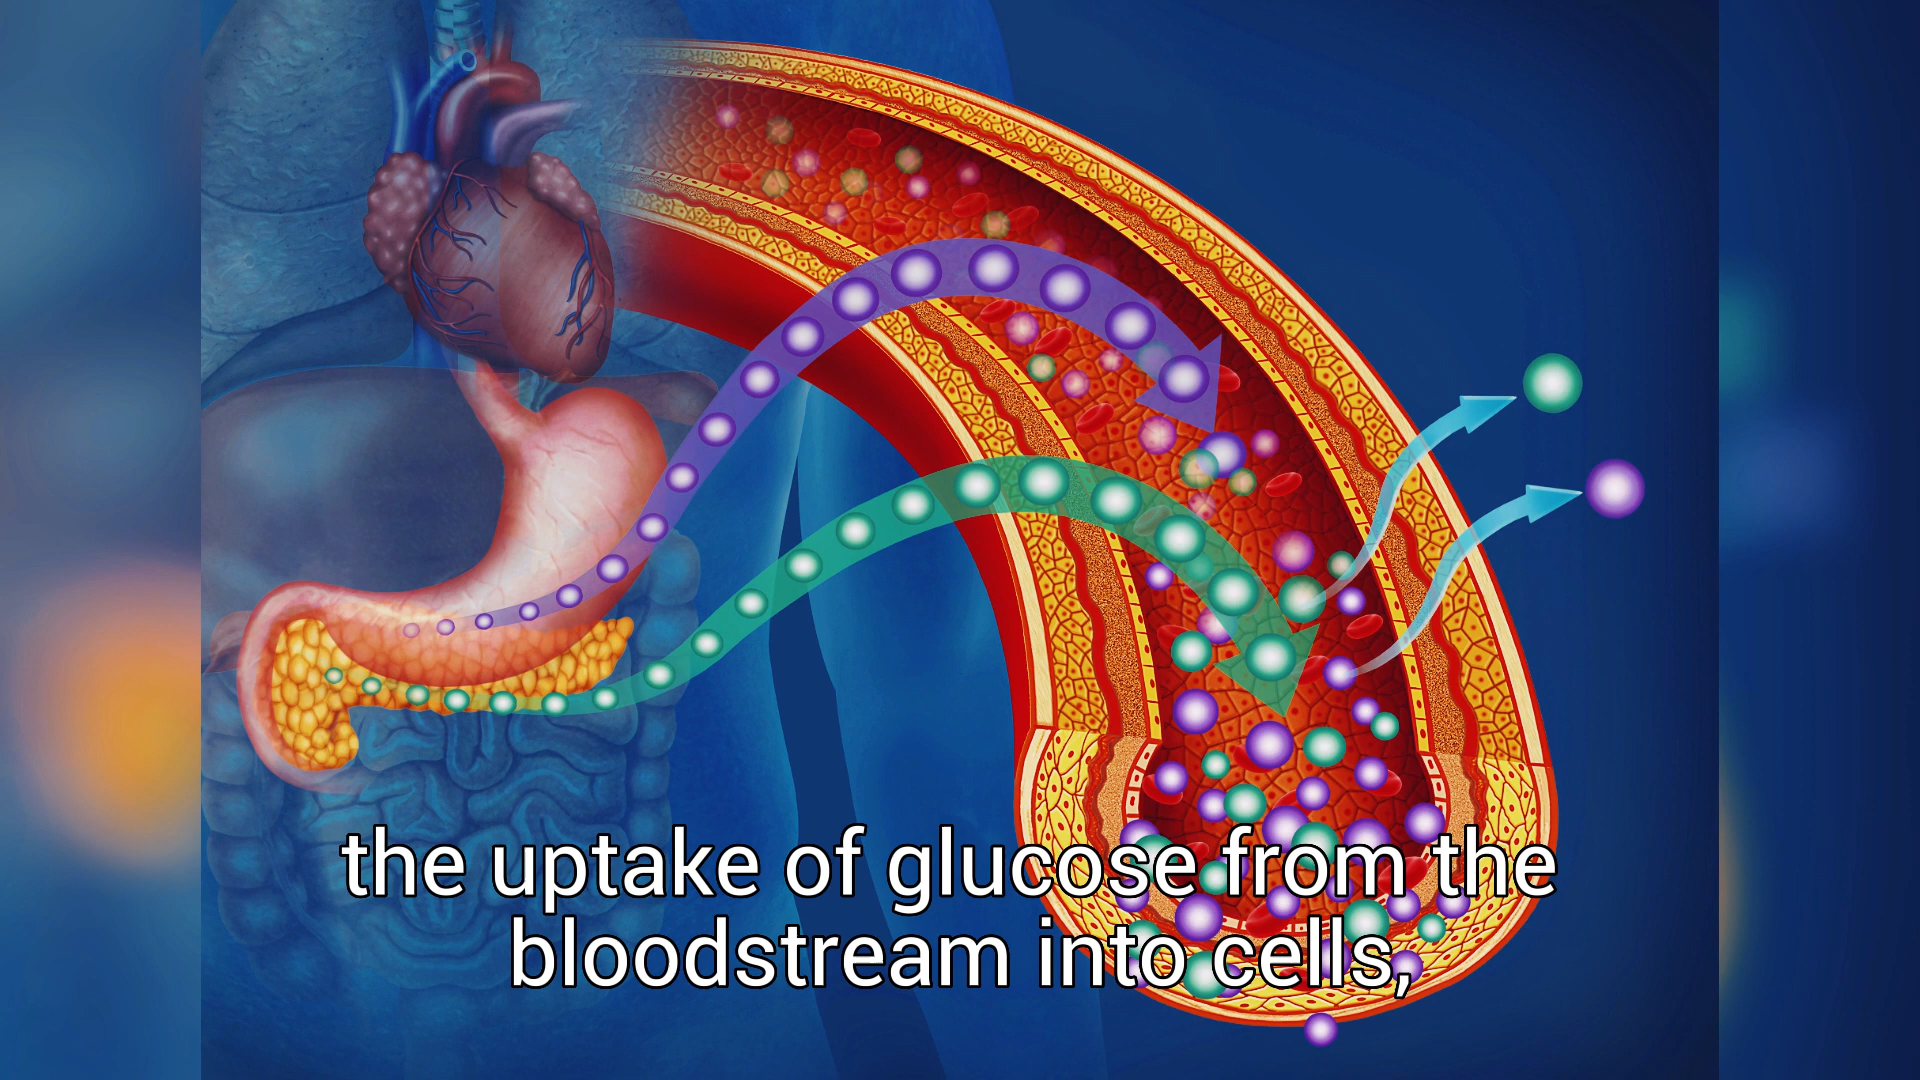 the uptake of glucose from the
bloodstream into cells,